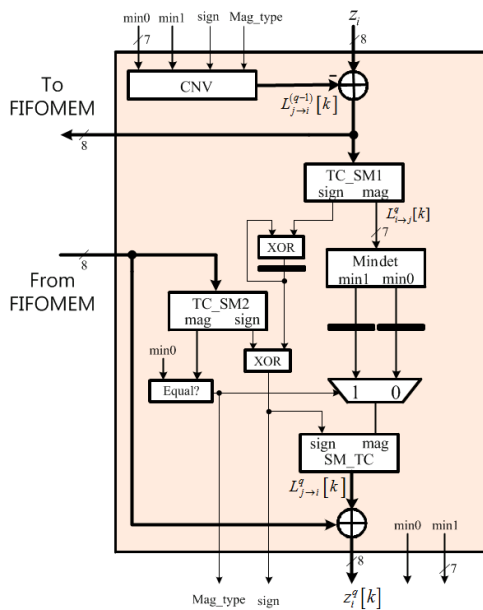 min0 min1 sign Mag_type z_i
7 8
CNV
−
L_{j→i}^{(q-1)}[k]
To
FIFOMEM
8
TC_SM1
sign mag
L_{i→j}^{q}[k]
7
XOR
Mindet
min1 min0
8
From
FIFOMEM
TC_SM2
mag sign
min0
XOR
Equal?
1 0
sign mag
SM_TC
L_{j→i}^{q}[k]
min0 min1
8 7
Mag_type sign z_i^q[k]